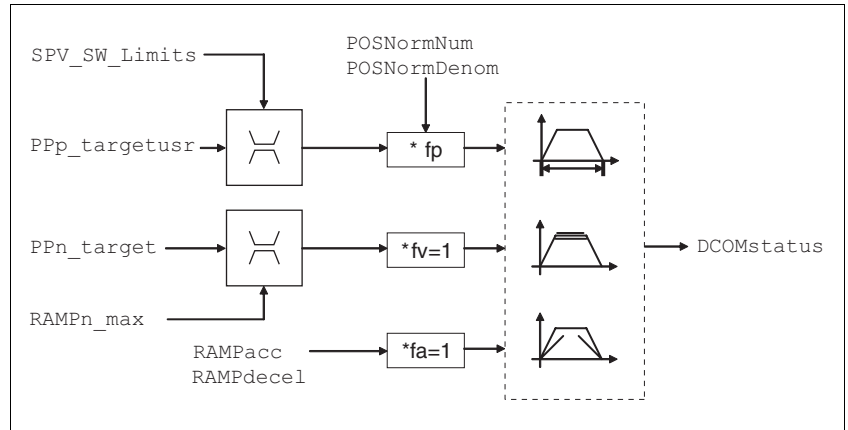 SPV_SW_Limits
POSNormNum
POSNormDenom
PPp_targetusr
* fp
PPn_target
*fv=1
DCOMstatus
RAMPn_max
RAMPacc
RAMPdecel
*fa=1